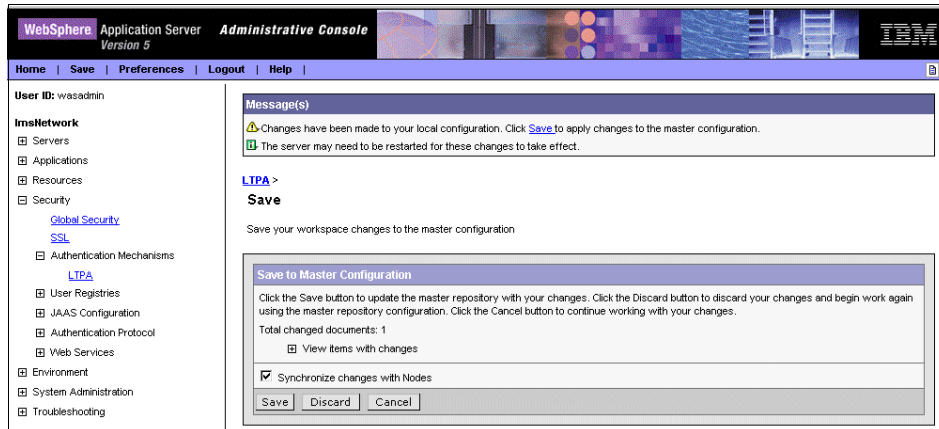 WebSphere Application Server Administrative Console
Version 5
IBM
Home | Save | Preferences | Logout | Help |
User ID: wasadmin
lmsNetwork
Servers
Applications
Resources
Security
Global Security
SSL
Authentication Mechanisms
LTPA
User Registries
JAAS Configuration
Authentication Protocol
Web Services
Environment
System Administration
Troubleshooting
Message(s)
Changes have been made to your local configuration. Click Save to apply changes to the master configuration.
The server may need to be restarted for these changes to take effect.
LTPA >
Save
Save your workspace changes to the master configuration
Save to Master Configuration
Click the Save button to update the master repository with your changes. Click the Discard button to discard your changes and begin work again
using the master repository configuration. Click the Cancel button to continue working with your changes.
Total changed documents: 1
View items with changes
Synchronize changes with Nodes
Save Discard Cancel